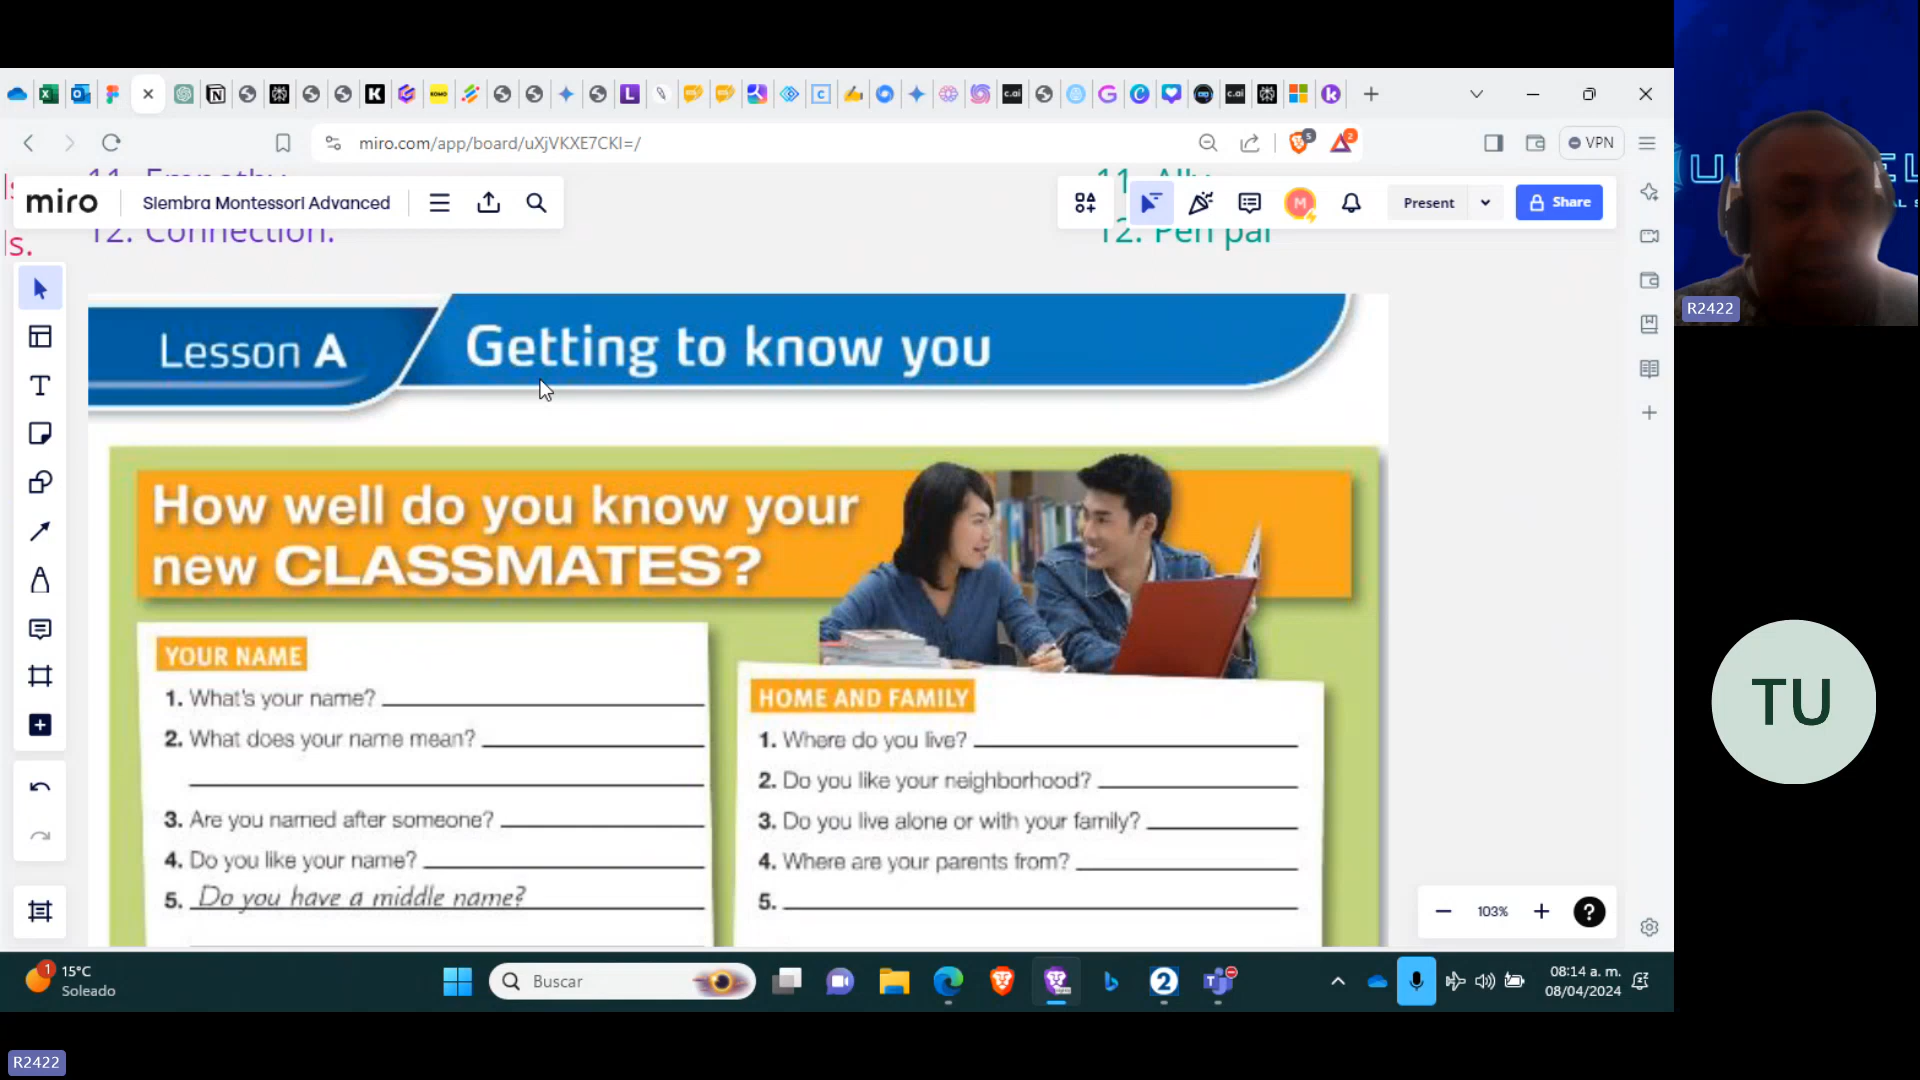 miro.com/app/board/uXjVKXE7CKI=/
VPN
11. Empathy
11. Ally
miro
Siembra Montessori Advanced
M
Present
Share
s.
12. Connection.
12. Pen pal
Lesson A
Getting to know you
How well do you know your
new CLASSMATES?
YOUR NAME
1. What's your name?
2. What does your name mean?
3. Are you named after someone?
4. Do you like your name?
5. Do you have a middle name?
HOME AND FAMILY
1. Where do you live?
2. Do you like your neighborhood?
3. Do you live alone or with your family?
4. Where are your parents from?
5.
103%
15°C
Soleado
Buscar
08:14 a. m.
08/04/2024
R2422
TU
R2422